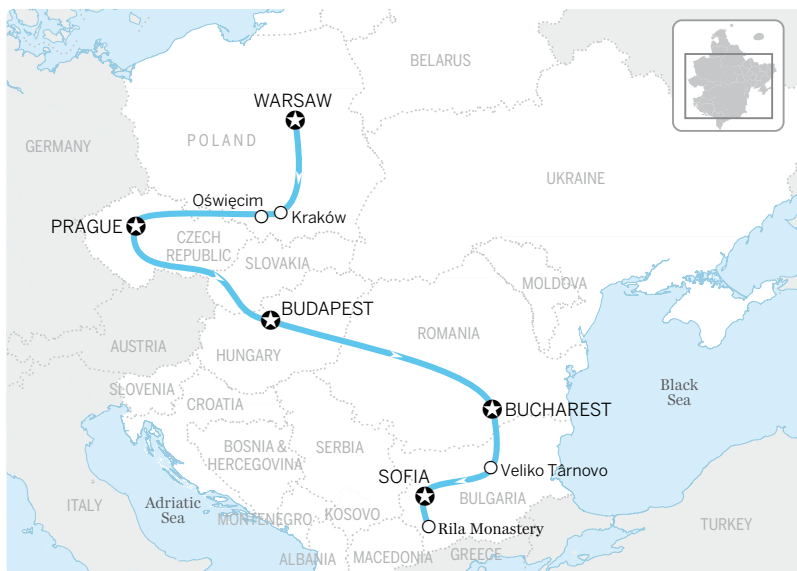 BELARUS
WARSAW
POLAND
GERMANY
UKRAINE
Oświęcim
Kraków
PRAGUE
CZECH
REPUBLIC
SLOVAKIA
MOLDOVA
BUDAPEST
ROMANIA
AUSTRIA
HUNGARY
SLOVENIA
Black
Sea
CROATIA
BUCHAREST
BOSNIA &
HERCEGOVINA
SERBIA
Veliko Târnovo
SOFIA
BULGARIA
ITALY
Adriatic
Sea
MONTENEGRO
KOSOVO
Rila Monastery
TURKEY
ALBANIA
MACEDONIA
GREECE